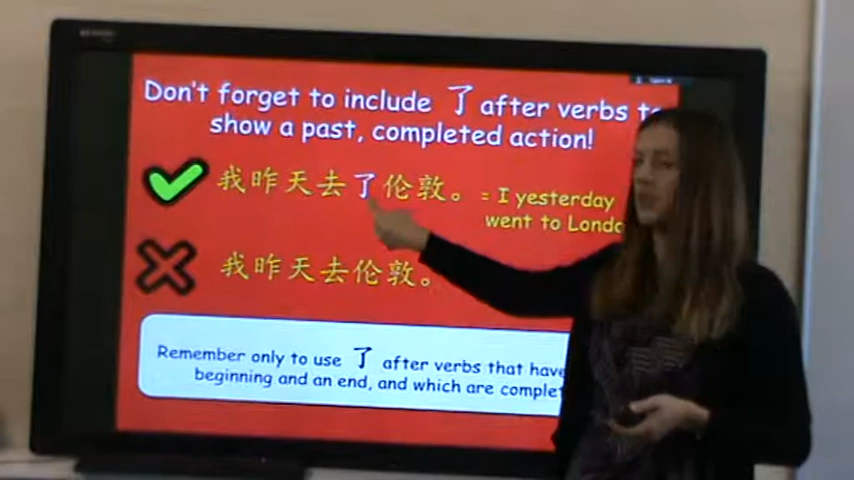 Don't forget to include 了 after verbs to
show a past, completed action!
我昨天去了伦敦。 = I yesterday
went to
我昨天去伦敦。
Remember only to use 了 after verbs that have
beginning and an end, and which are